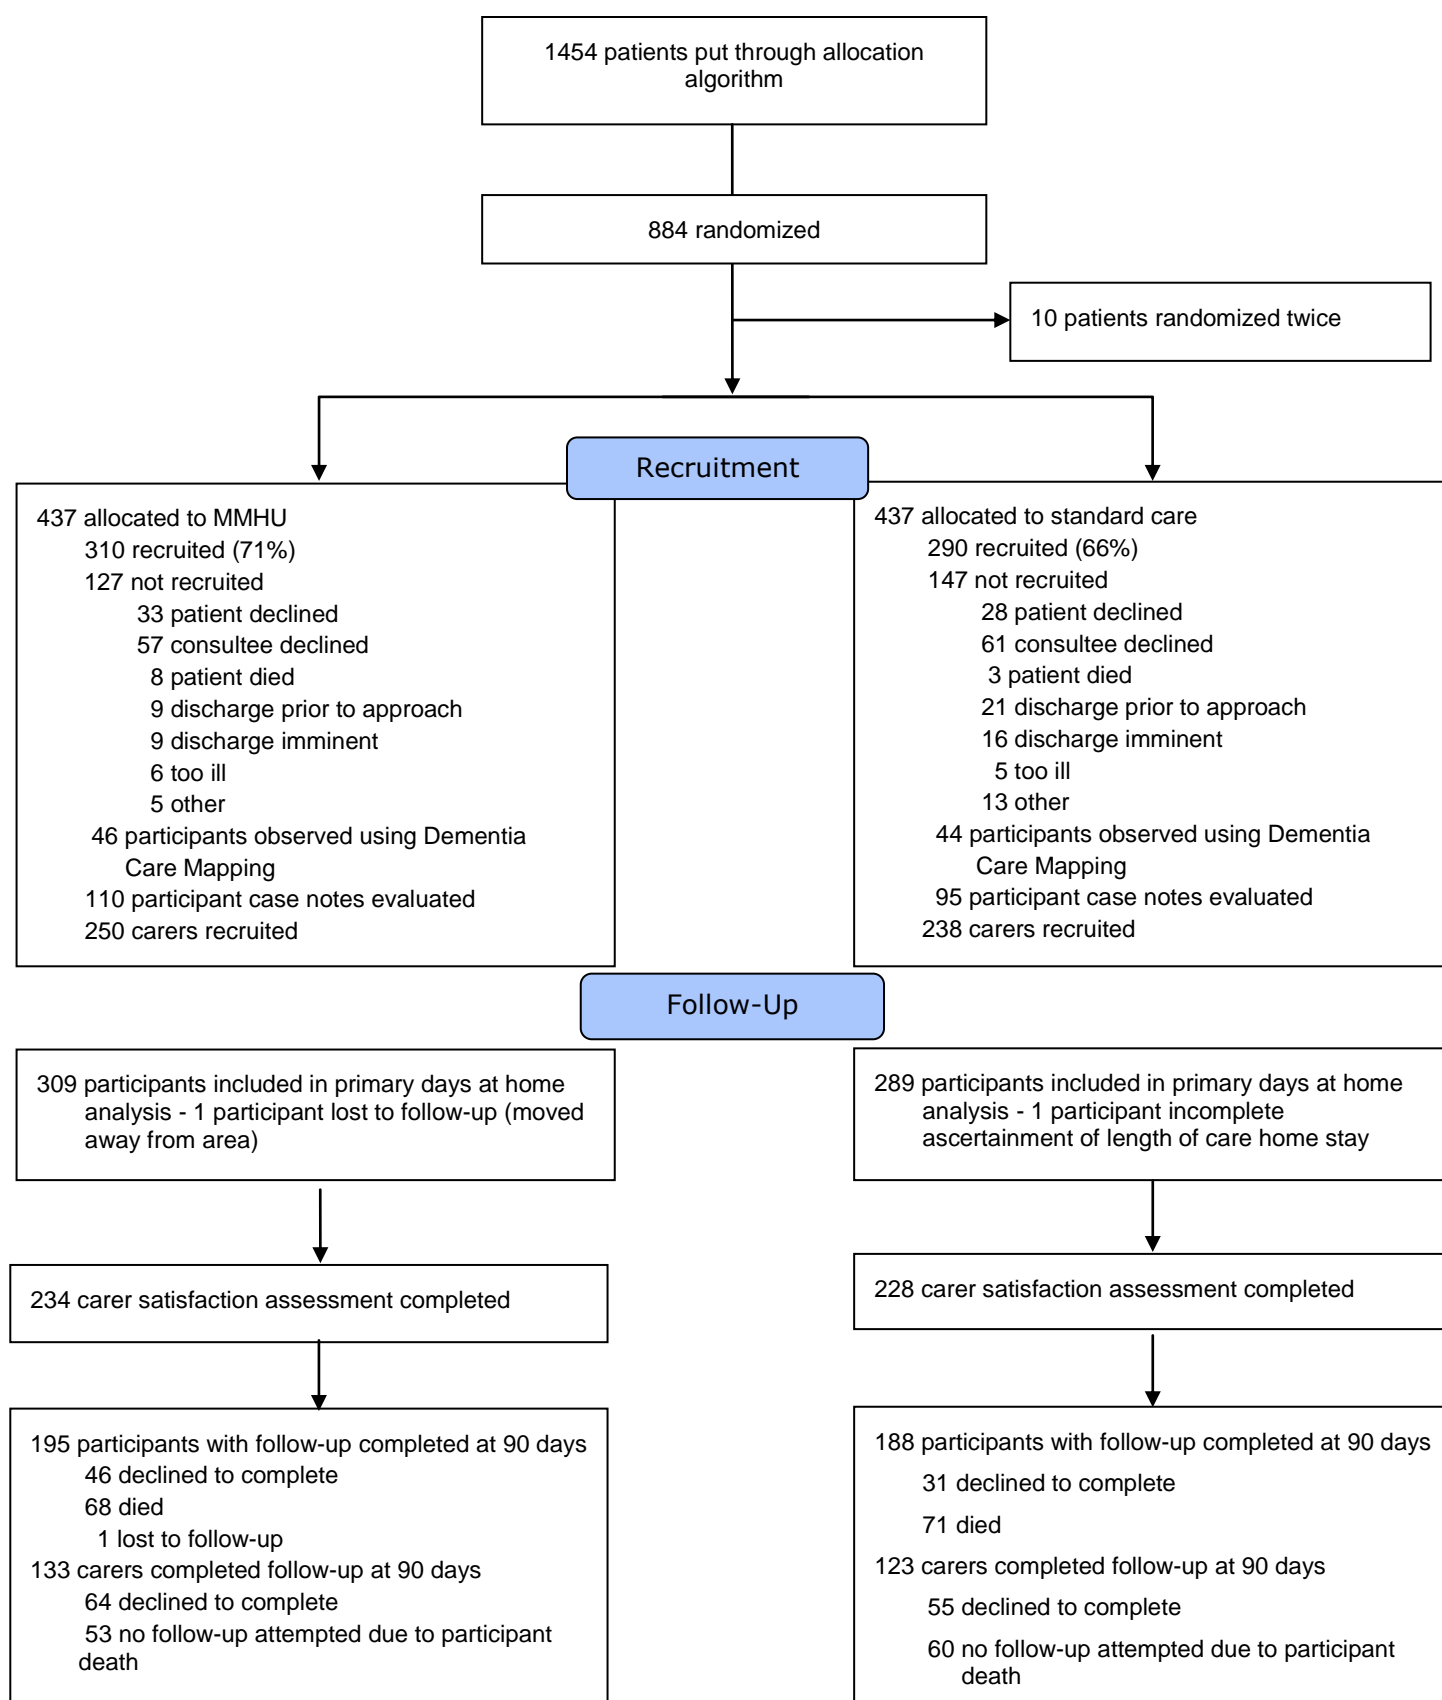 1454 patients put through allocation
algorithm
884 randomized
10 patients randomized twice
Recruitment
437 allocated to MMHU
310 recruited (71%)
127 not recruited
33 patient declined
57 consultee declined
8 patient died
9 discharge prior to approach
9 discharge imminent
6 too ill
5 other
46 participants observed using Dementia
Care Mapping
110 participant case notes evaluated
250 carers recruited
437 allocated to standard care
290 recruited (66%)
147 not recruited
28 patient declined
61 consultee declined
3 patient died
21 discharge prior to approach
16 discharge imminent
5 too ill
13 other
44 participants observed using Dementia
Care Mapping
95 participant case notes evaluated
238 carers recruited
Follow-Up
309 participants included in primary days at home
analysis - 1 participant lost to follow-up (moved
away from area)
289 participants included in primary days at home
analysis - 1 participant incomplete
ascertainment of length of care home stay
234 carer satisfaction assessment completed
228 carer satisfaction assessment completed
195 participants with follow-up completed at 90 days
46 declined to complete
68 died
1 lost to follow-up
133 carers completed follow-up at 90 days
64 declined to complete
53 no follow-up attempted due to participant
death
188 participants with follow-up completed at 90 days
31 declined to complete
71 died
123 carers completed follow-up at 90 days
55 declined to complete
60 no follow-up attempted due to participant
death